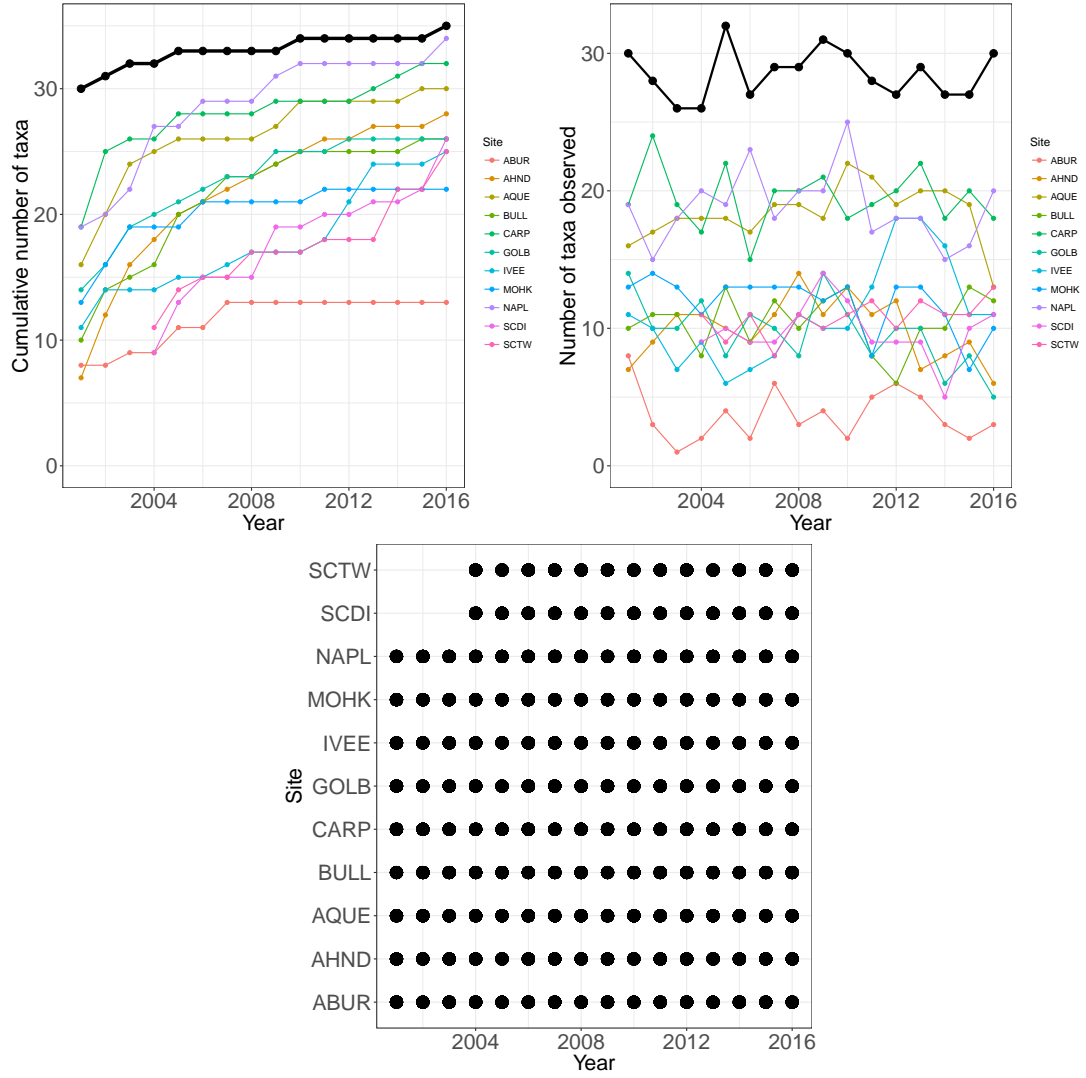 Cumulative number of taxa
30
20
10
0
2004 2008 2012 2016
Year
Site
ABUR
AHND
AQUE
BULL
CARP
GOLB
IVEE
MOHK
NAPL
SCDI
SCTW
Number of taxa observed
30
20
10
0
2004 2008 2012 2016
Year
Site
ABUR
AHND
AQUE
BULL
CARP
GOLB
IVEE
MOHK
NAPL
SCDI
SCTW
Site
SCTW
SCDI
NAPL
MOHK
IVEE
GOLB
CARP
BULL
AQUE
AHND
ABUR
2004 2008 2012 2016
Year